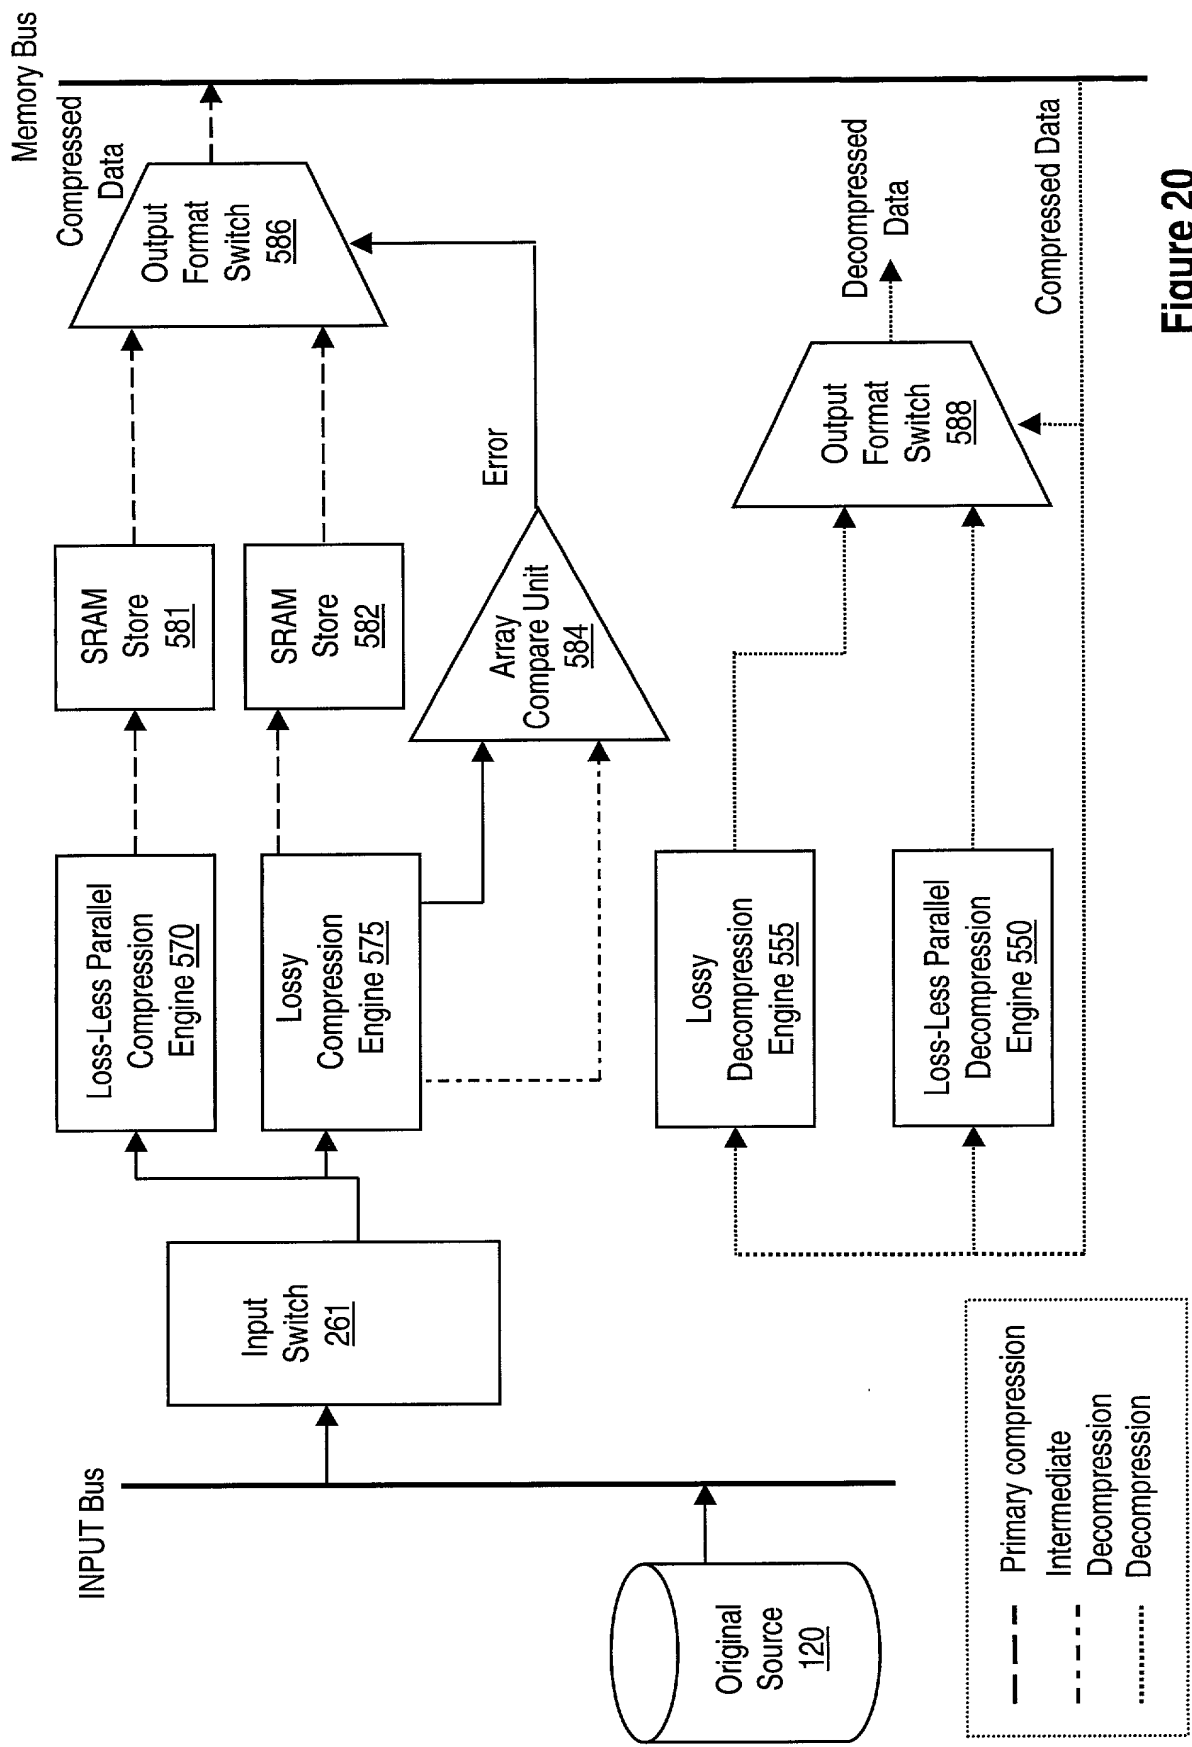 Memory Bus
Compressed
Data
Output
Format
Switch
586
SRAM
Store
581
SRAM
Store
582
Error
Array
Compare Unit
584
Loss-Less Parallel
Compression
Engine 570
Lossy
Compression
Engine 575
Input
Switch
261
INPUT Bus
Original
Source
120
Decompressed
Data
Output
Format
Switch
588
Compressed Data
Lossy
Decompression
Engine 555
Loss-Less Parallel
Decompression
Engine 550
Primary compression
Intermediate
Decompression
Decompression
Figure 20